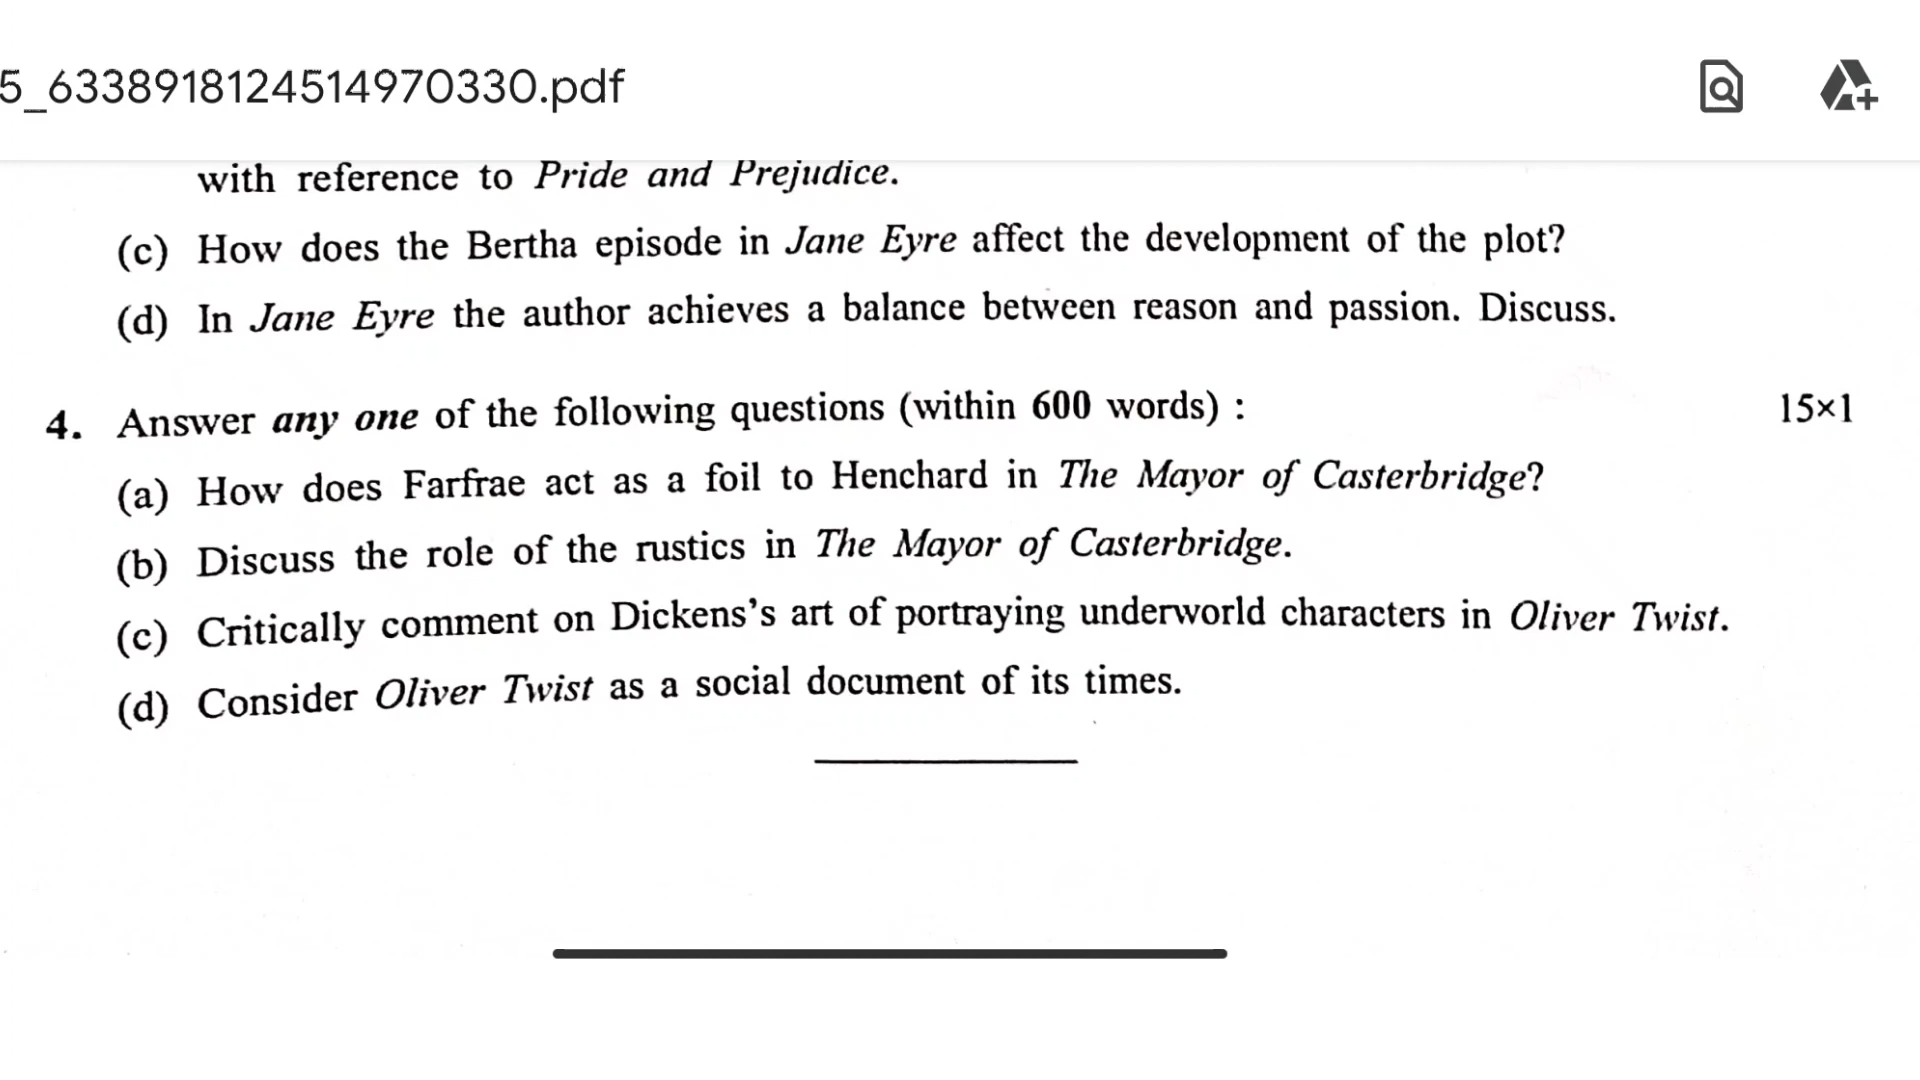 5_6338918124514970330.pdf
with reference to Pride and Prejudice.
(c) How does the Bertha episode in Jane Eyre affect the development of the plot?
(d) In Jane Eyre the author achieves a balance between reason and passion. Discuss.
4. Answer any one of the following questions (within 600 words) : 15×1
(a) How does Farfrae act as a foil to Henchard in The Mayor of Casterbridge?
(b) Discuss the role of the rustics in The Mayor of Casterbridge.
(c) Critically comment on Dickens's art of portraying underworld characters in Oliver Twist.
(d) Consider Oliver Twist as a social document of its times.